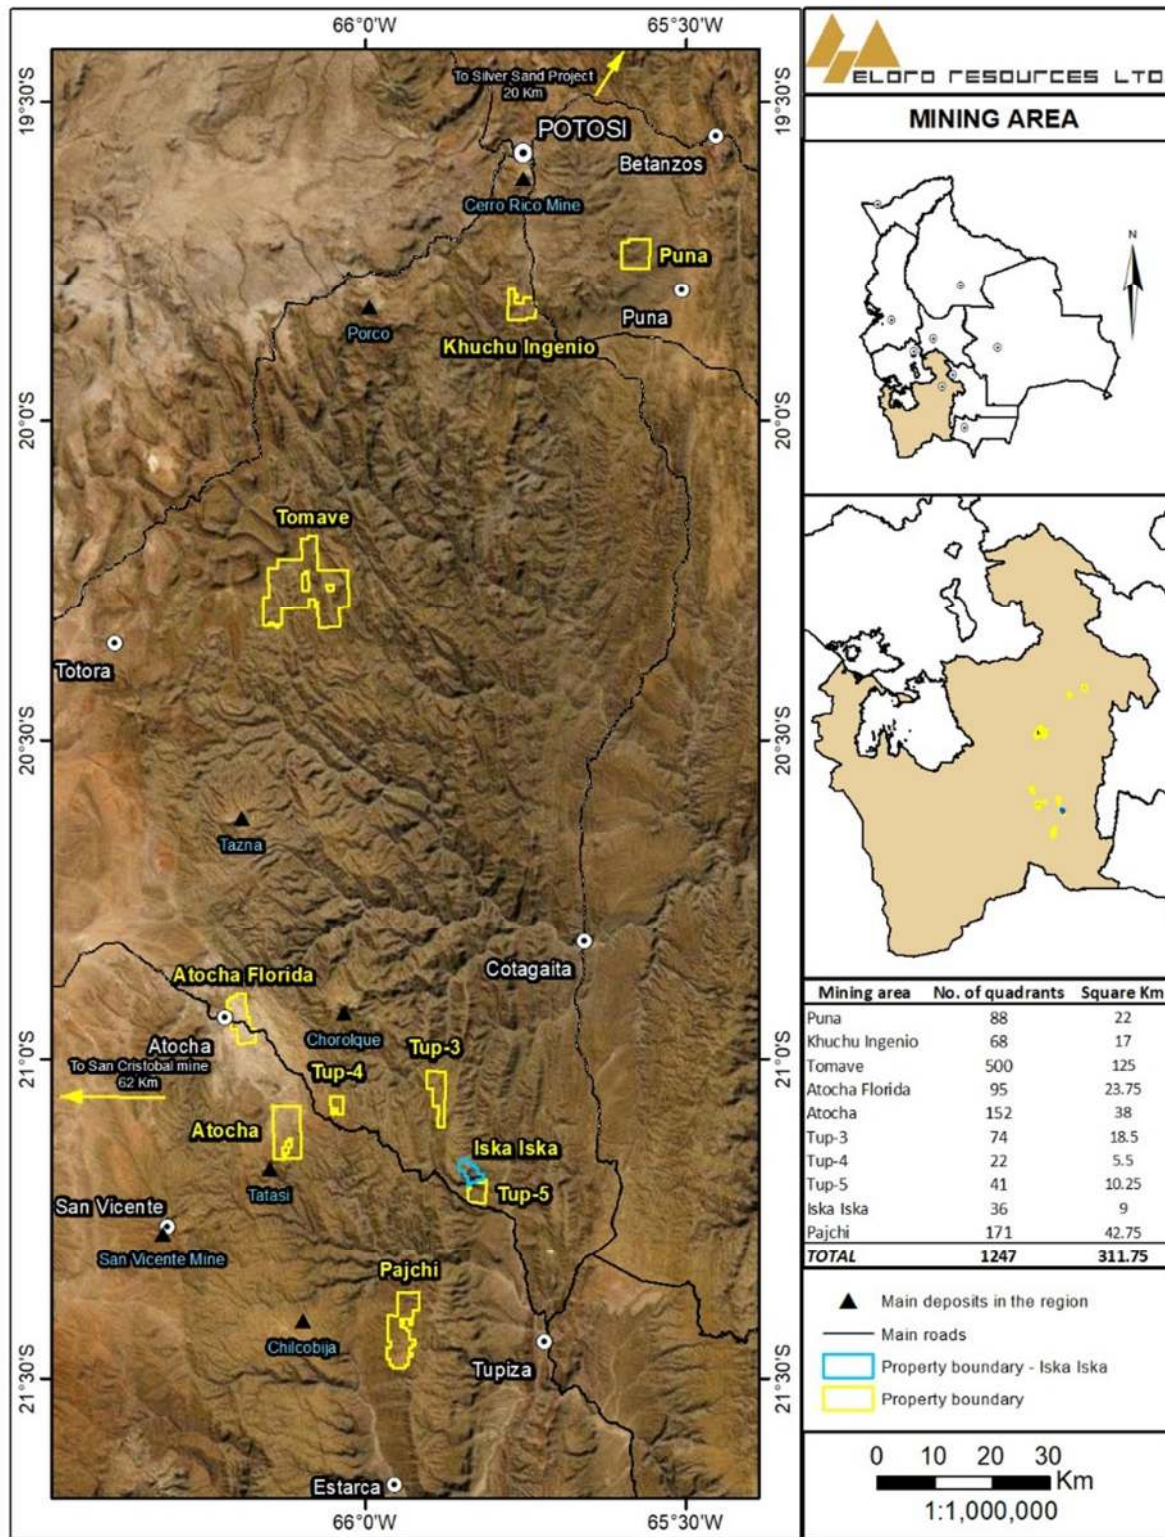 66°0'W
65°30'W
19°30'S
19°30'S
To Silver Sand Project
20 Km
POTOSI
Betanzos
Cerro Rico Mine
Puna
Puna
Porco
Khuchu Ingenio
20°0'S
20°0'S
Tomave
Totora
20°30'S
20°30'S
Tazna
Cotagaita
Atocha Florida
Atocha
Chorolque
21°0'S
21°0'S
To San Cristobal mine
62 Km
Tup-3
Tup-4
Atocha
Iska Iska
Tatasi
Tup-5
San Vicente
San Vicente Mine
Pajchi
Chilcobija
Tupiza
21°30'S
21°30'S
Estarca
66°0'W
65°30'W
ELORO RESOURCES LTD
MINING AREA
N
Mining area No. of quadrants Square Km
Puna 88 22
Khuchu Ingenio 68 17
Tomave 500 125
Atocha Florida 95 23.75
Atocha 152 38
Tup-3 74 18.5
Tup-4 22 5.5
Tup-5 41 10.25
Iska Iska 36 9
Pajchi 171 42.75
TOTAL 1247 311.75
Main deposits in the region
Main roads
Property boundary - Iska Iska
Property boundary
0 10 20 30
Km
1:1,000,000